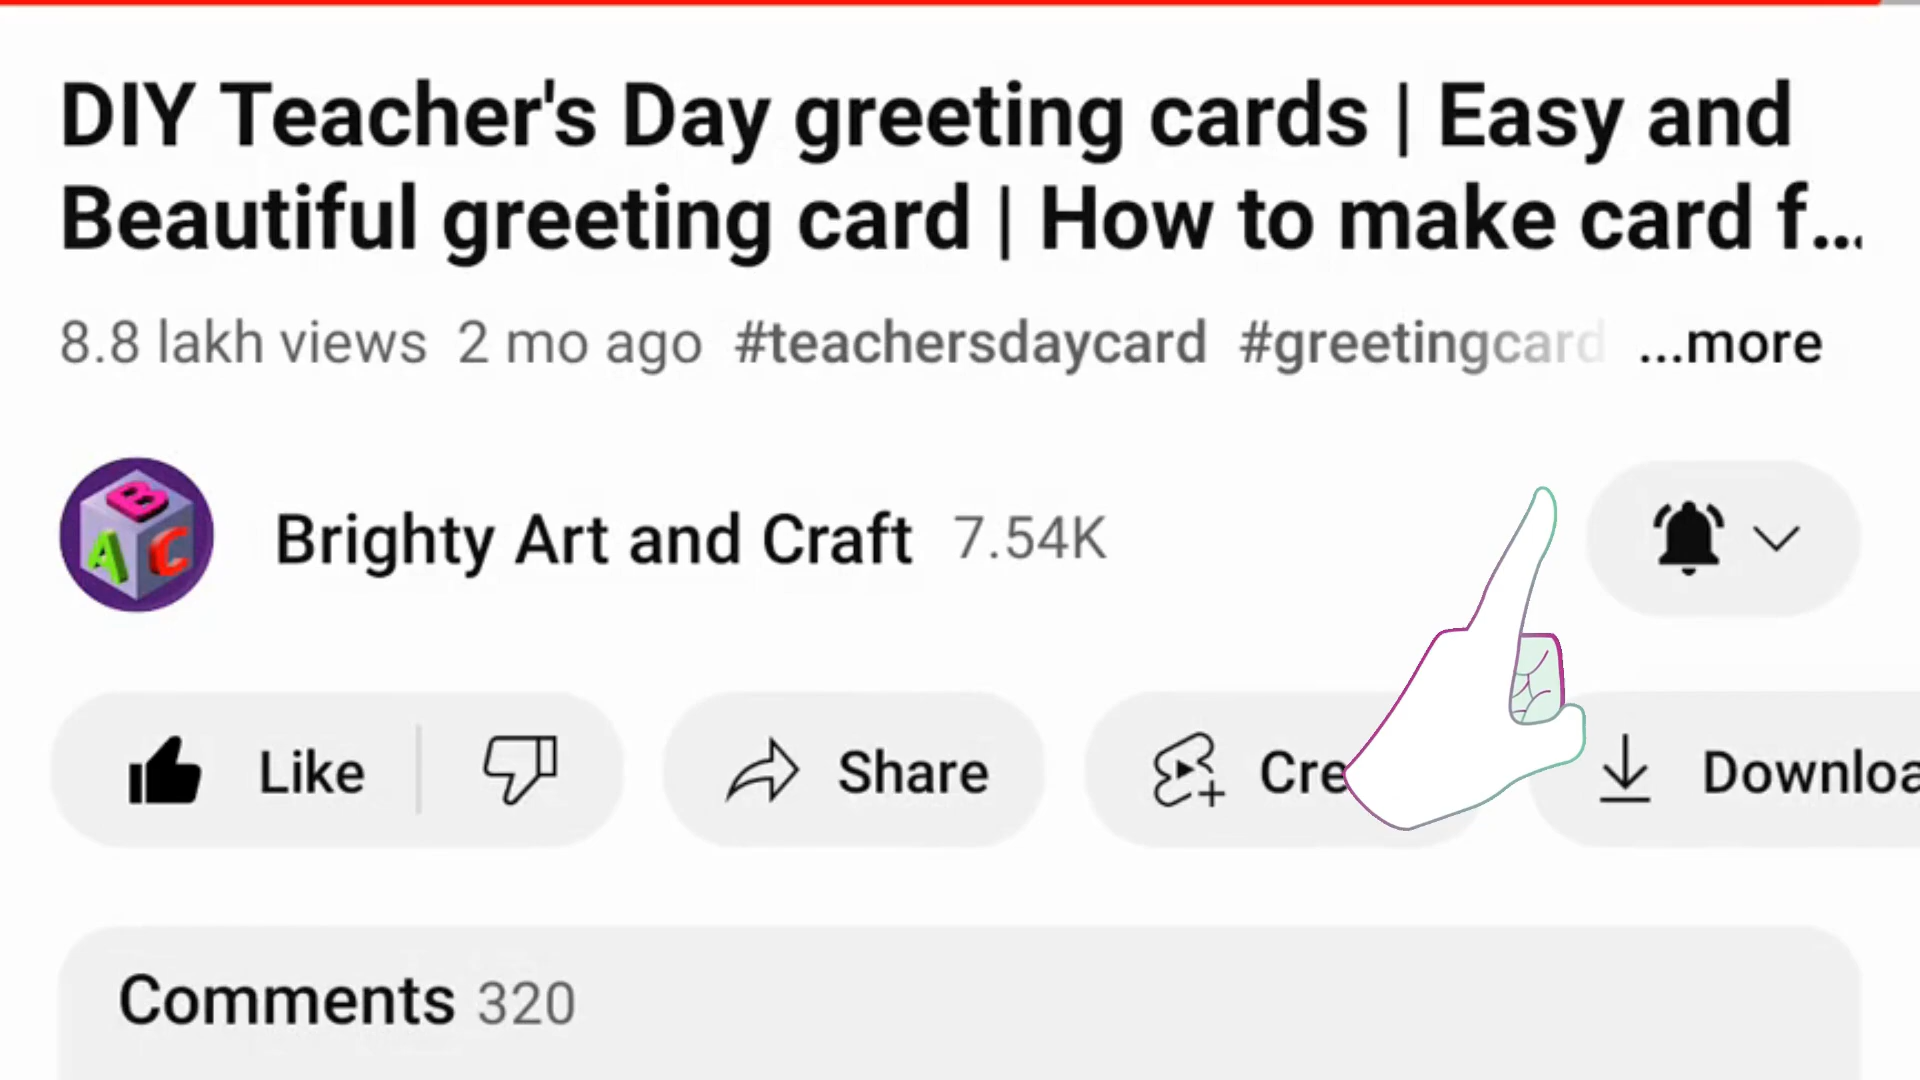 DIY Teacher's Day greeting cards | Easy and
Beautiful greeting card | How to make card f...
8.8 lakh views 2 mo ago #teachersdaycard #greetingcard ...more
B
A C
Brighty Art and Craft 7.54K
Like Share Cre Downloa
Comments 320